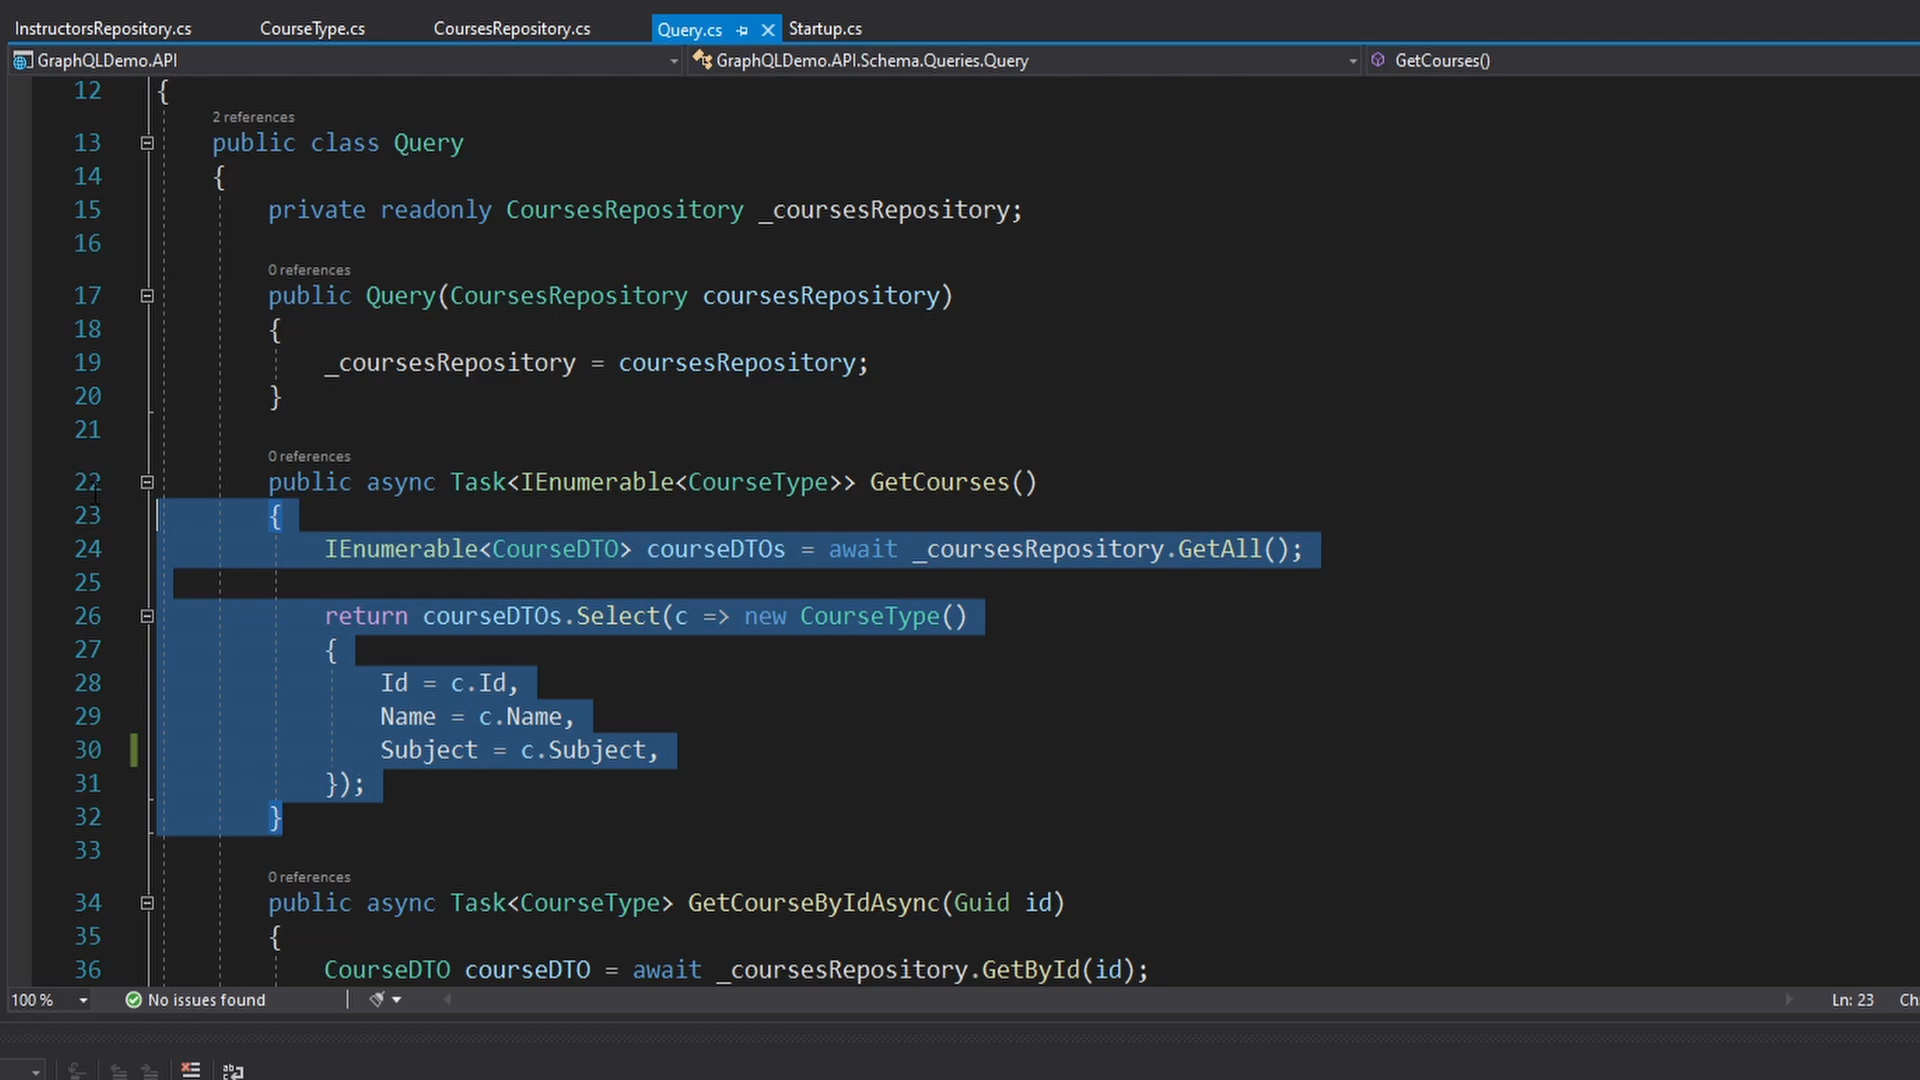 InstructorsRepository.cs CourseType.cs CoursesRepository.cs Query.cs Startup.cs
GraphQLDemo.API GraphQLDemo.API.Schema.Queries.Query GetCourses()
12 {
2 references
13 public class Query
14 {
15 private readonly CoursesRepository _coursesRepository;
16
0 references
17 public Query(CoursesRepository coursesRepository)
18 {
19 _coursesRepository = coursesRepository;
20 }
21
0 references
22 public async Task<IEnumerable<CourseType>> GetCourses()
23 {
24 IEnumerable<CourseDTO> courseDTOs = await _coursesRepository.GetAll();
25
26 return courseDTOs.Select(c => new CourseType()
27 {
28 Id = c.Id,
29 Name = c.Name,
30 Subject = c.Subject,
31 });
32 }
33
0 references
34 public async Task<CourseType> GetCourseByIdAsync(Guid id)
35 {
36 CourseDTO courseDTO = await _coursesRepository.GetById(id);
100 % No issues found Ln: 23 Ch